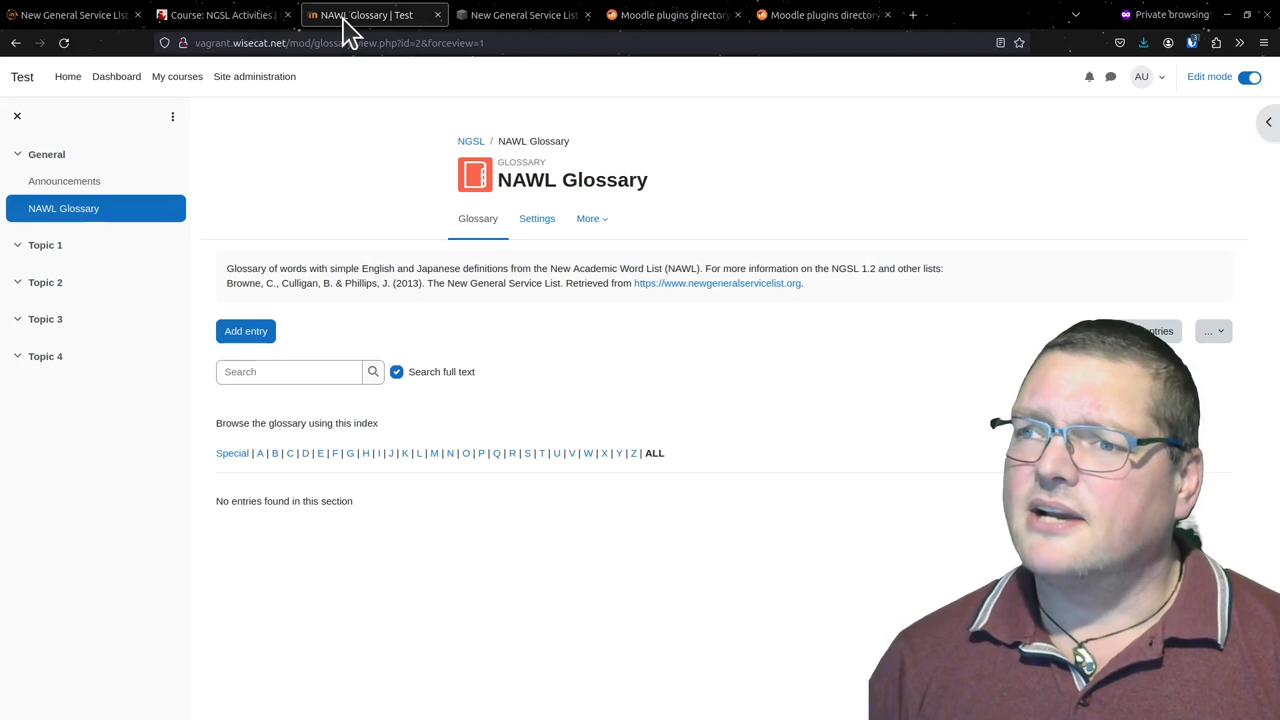 New General Service List
Course: NGSL Activities
NAWL Glossary | Test
New General Service List
Moodle plugins directory
Moodle plugins directory
Private browsing
vagrant.wisecat.net/mod/gloss view.php?id=2&forceview=1
3
Test
Home
Dashboard
My courses
Site administration
AU
Edit mode
General
Announcements
NAWL Glossary
Topic 1
Topic 2
Topic 3
Topic 4
NGSL / NAWL Glossary
GLOSSARY
NAWL Glossary
Glossary
Settings
More
Glossary of words with simple English and Japanese definitions from the New Academic Word List (NAWL). For more information on the NGSL 1.2 and other lists:
Browne, C., Culligan, B. & Phillips, J. (2013). The New General Service List. Retrieved from https://www.newgeneralservicelist.org.
Add entry
ntries
...
Search
Search full text
Browse the glossary using this index
Special | A | B | C | D | E | F | G | H | I | J | K | L | M | N | O | P | Q | R | S | T | U | V | W | X | Y | Z | ALL
No entries found in this section